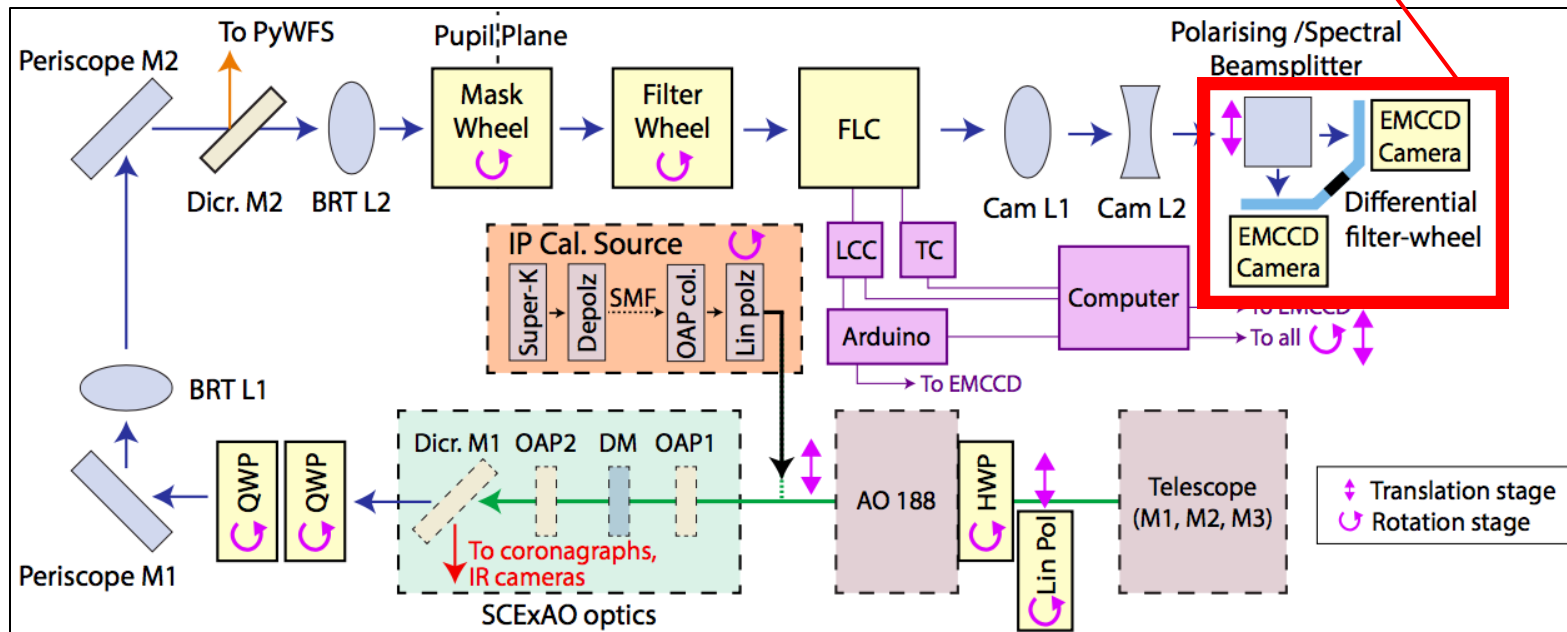 To PyWFS
Pupil Plane
Polarising /Spectral
Beamsplitter
Periscope M2
Mask
Wheel
Filter
Wheel
FLC
EMCCD
Camera
Dicr. M2
BRT L2
Cam L1
Cam L2
Differential
filter-wheel
EMCCD
Camera
IP Cal. Source
Super-K
Depolz
SMF
OAP col.
Lin polz
LCC
TC
Computer
Arduino
To EMCCD
To all
To EMCCD
BRT L1
Dicr. M1
OAP2
DM
OAP1
QWP
QWP
AO 188
HWP
Lin Pol
Telescope
(M1, M2, M3)
Translation stage
Rotation stage
To coronagraphs,
IR cameras
Periscope M1
SCExAO optics